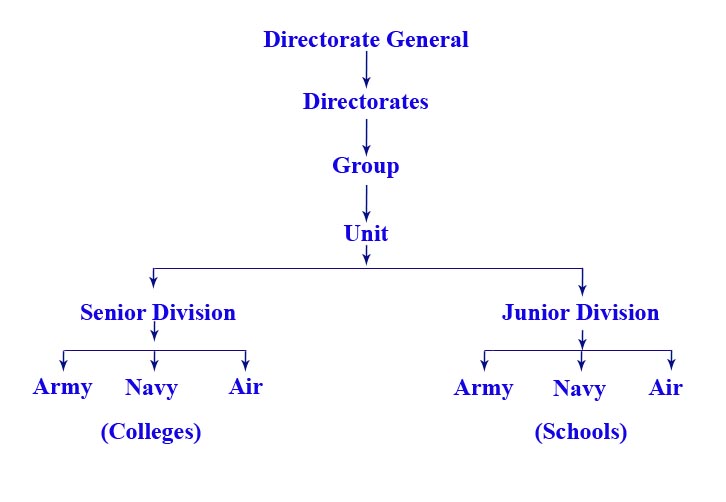 Directorate General
Directorates
Group
Unit
Senior Division Junior Division
Army Navy Air Army Navy Air
(Colleges) (Schools)